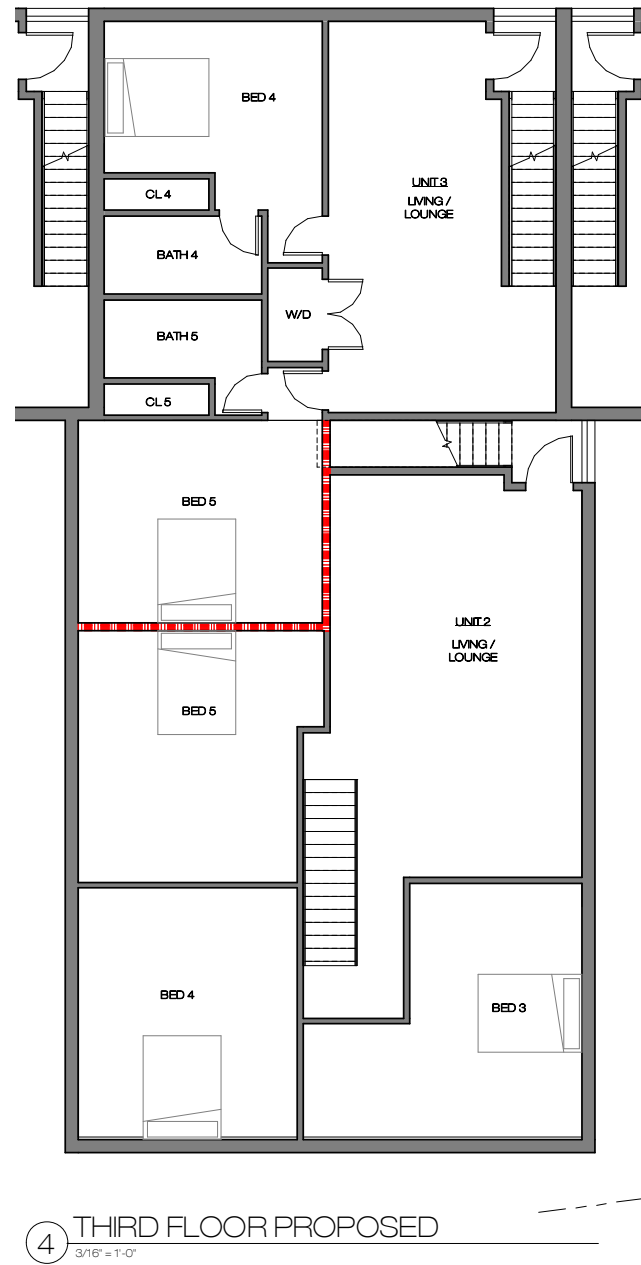 BED 4
CL 4
UNIT 3
LIVING /
LOUNGE
BATH 4
W/D
BATH 5
CL 5
BED 5
UNIT 2
LIVING /
LOUNGE
BED 5
BED 4
BED 3
4 THIRD FLOOR PROPOSED
3/16" = 1'-0"